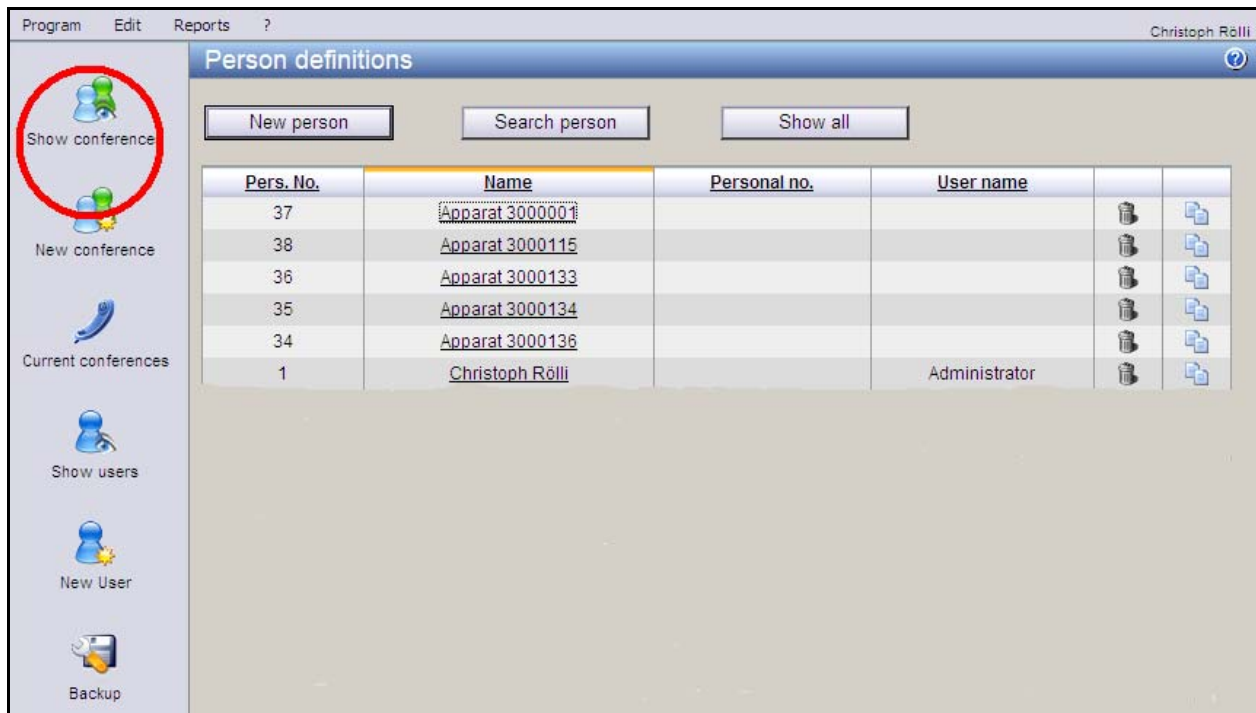 Program Edit Reports ?
Christoph Rölli
Person definitions
Show conference
New conference
Current conferences
Show users
New User
Backup
New person Search person Show all
Pers. No. Name Personal no. User name
37 Apparat 3000001
38 Apparat 3000115
36 Apparat 3000133
35 Apparat 3000134
34 Apparat 3000136
1 Christoph Rölli Administrator